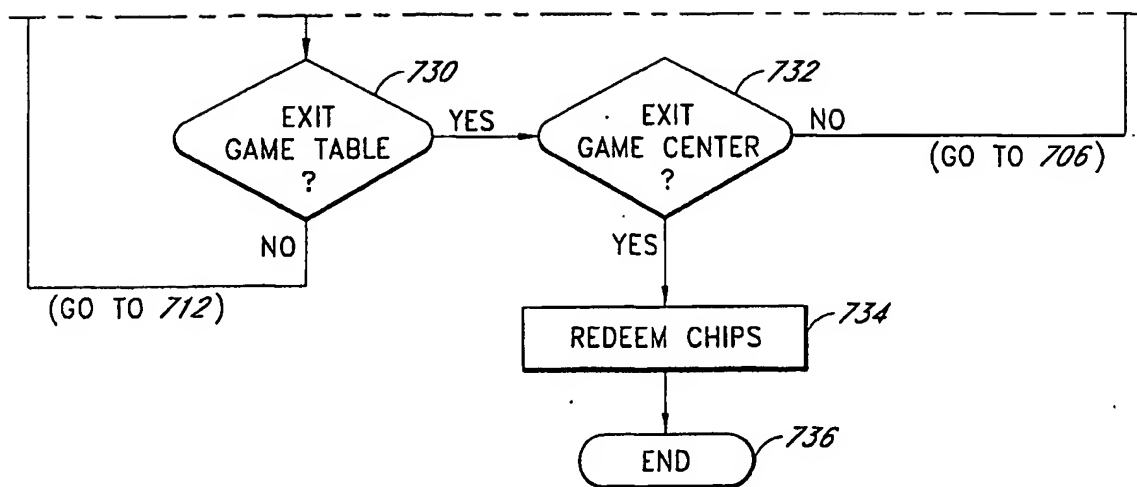 730
EXIT
GAME TABLE
?
YES
732
EXIT
GAME CENTER
?
NO
(GO TO 706)
NO
(GO TO 712)
YES
REDEEM CHIPS
734
END
736